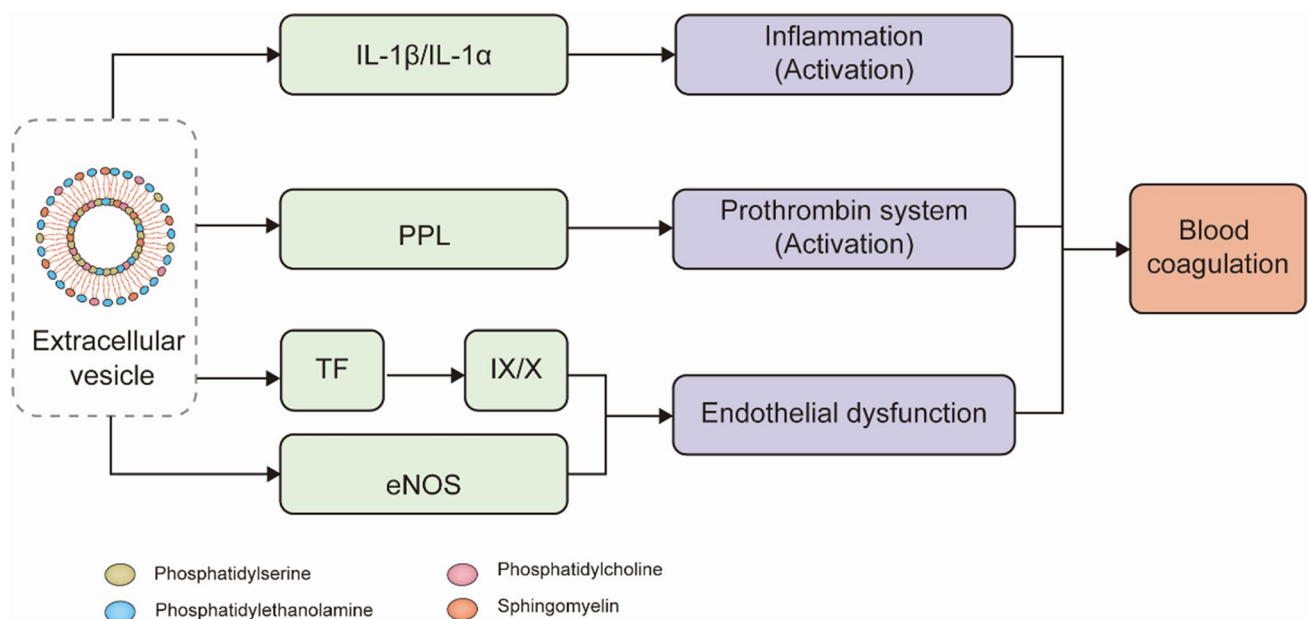 IL-1β/IL-1α
Inflammation
(Activation)
PPL
Prothrombin system
(Activation)
Blood
coagulation
Extracellular
vesicle
TF
IX/X
Endothelial dysfunction
eNOS
Phosphatidylserine
Phosphatidylcholine
Phosphatidylethanolamine
Sphingomyelin